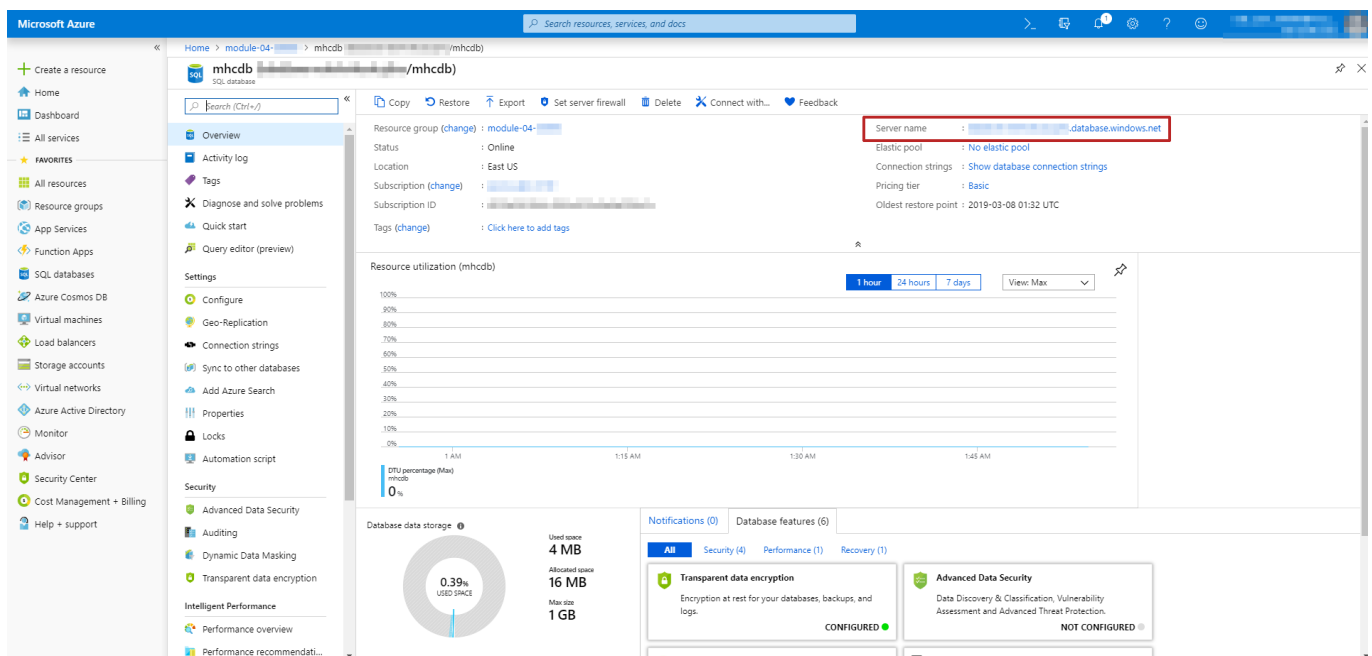 Microsoft Azure
Search resources, services, and docs
1
Home > module-04- > mhcdb /mhcdb)
Create a resource
Home
Dashboard
All services
FAVORITES
All resources
Resource groups
App Services
Function Apps
SQL databases
Azure Cosmos DB
Virtual machines
Load balancers
Storage accounts
Virtual networks
Azure Active Directory
Monitor
Advisor
Security Center
Cost Management + Billing
Help + support
SQL
mhcdb /mhcdb)
SQL database
Search (Ctrl+/)
Overview
Activity log
Tags
Diagnose and solve problems
Quick start
Query editor (preview)
Settings
Configure
Geo-Replication
Connection strings
Sync to other databases
Add Azure Search
Properties
Locks
Automation script
Security
Advanced Data Security
Auditing
Dynamic Data Masking
Transparent data encryption
Intelligent Performance
Performance overview
Performance recommendati...
Copy Restore Export Set server firewall Delete Connect with... Feedback
Resource group (change) : module-04-
Status : Online
Location : East US
Subscription (change) :
Subscription ID :
Tags (change) : Click here to add tags
Server name : .database.windows.net
Elastic pool : No elastic pool
Connection strings : Show database connection strings
Pricing tier : Basic
Oldest restore point : 2019-03-08 01:32 UTC
Resource utilization (mhcdb)
1 hour 24 hours 7 days View: Max
100%
90%
80%
70%
60%
50%
40%
30%
20%
10%
0%
1 AM 1:15 AM 1:30 AM 1:45 AM
DTU percentage (Max)
mhcdb
0 %
Database data storage
0.39%
USED SPACE
Used space
4 MB
Allocated space
16 MB
Max size
1 GB
Notifications (0) Database features (6)
All Security (4) Performance (1) Recovery (1)
Transparent data encryption
Encryption at rest for your databases, backups, and
logs.
CONFIGURED
Advanced Data Security
Data Discovery & Classification, Vulnerability
Assessment and Advanced Threat Protection.
NOT CONFIGURED